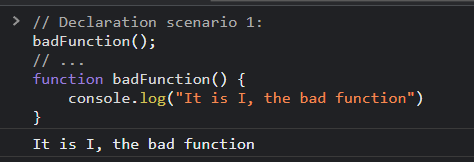 > // Declaration scenario 1:
badFunction();
// ...
function badFunction() {
    console.log("It is I, the bad function")
}
It is I, the bad function